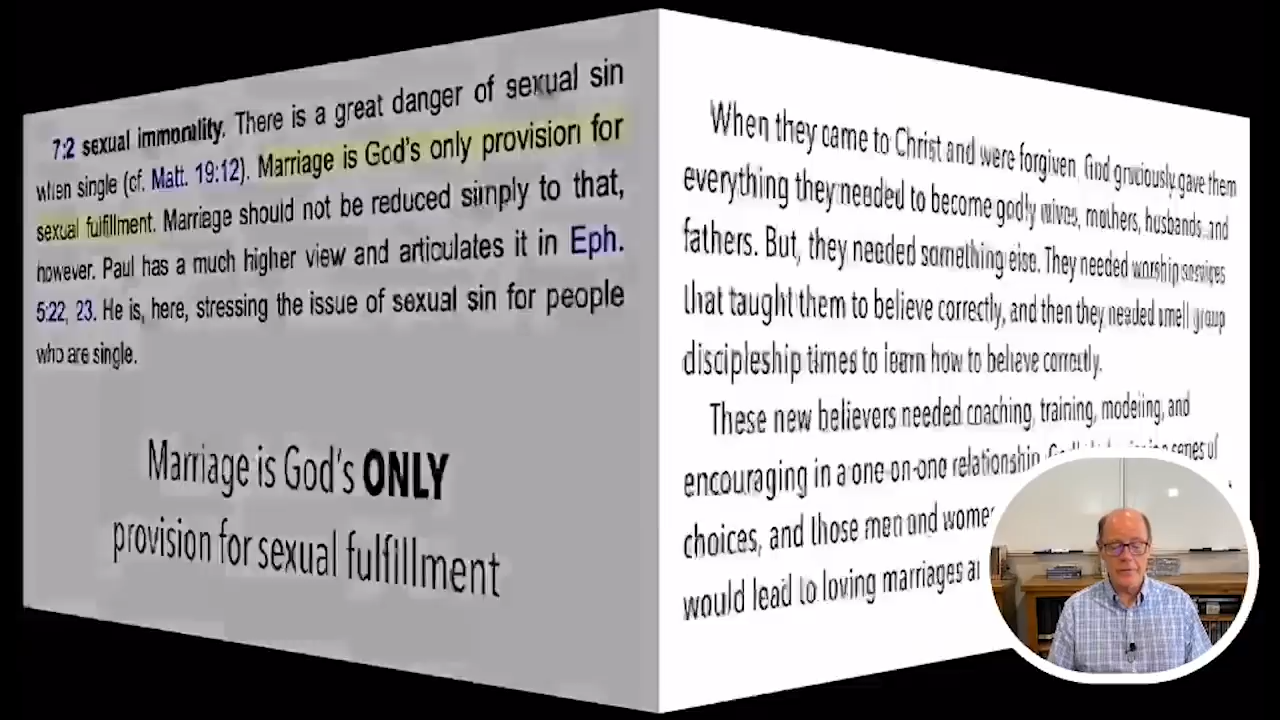 7:2 sexual immorality. There is a great danger of sexual sin
when single (cf. Matt. 19:12). Marriage is God's only provision for
sexual fulfillment. Marriage should not be reduced simply to that,
however. Paul has a much higher view and articulates it in Eph.
5:22, 23. He is, here, stressing the issue of sexual sin for people
who are single.
Marriage is God's ONLY
provision for sexual fulfillment
When they came to Christ and were forgiven, God graciously gave them
everything they needed to become godly wives, mothers, husbands, and
fathers. But, they needed something else. They needed worship services
that taught them to believe correctly, and then they needed small group
discipleship times to learn how to believe correctly.
These new believers needed coaching, training, modeling, and
encouraging in a one-on-one relationship. series of
choices, and those men and women
would lead to loving marriages